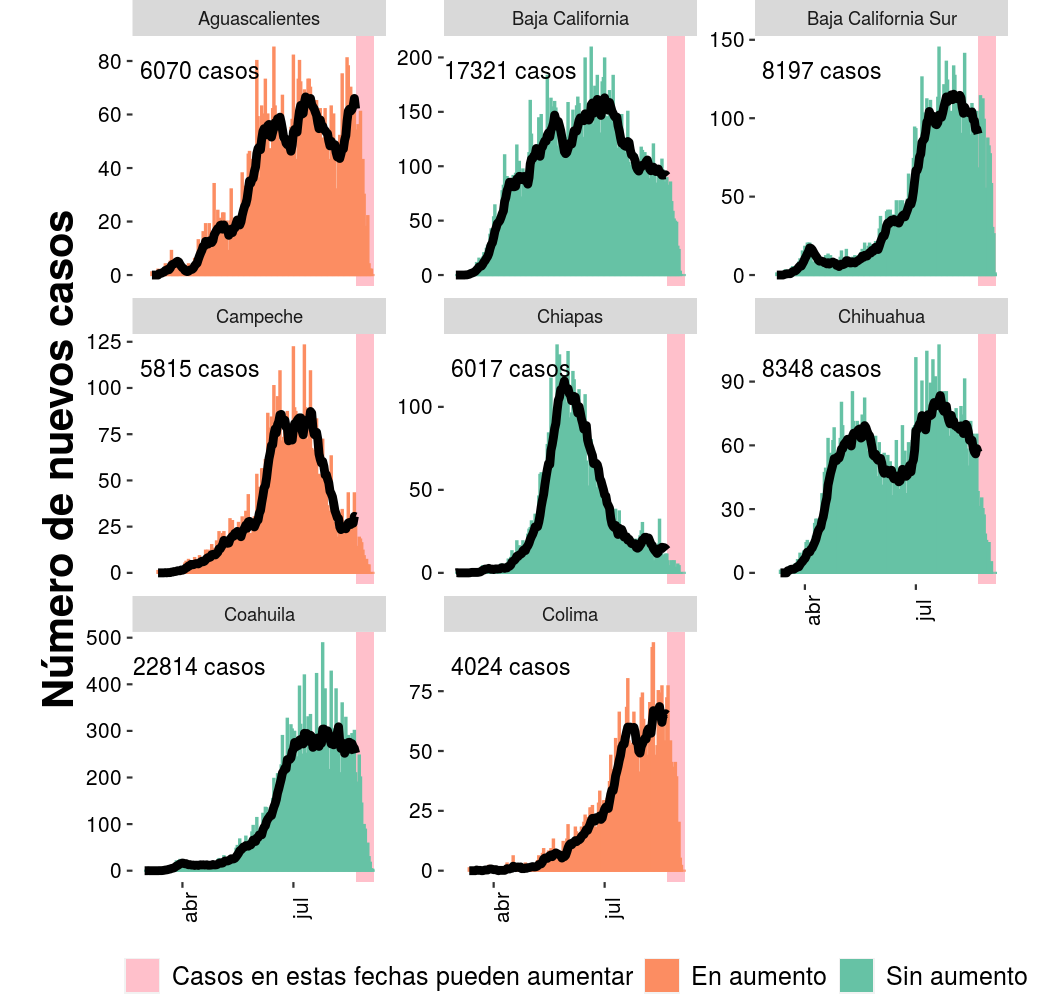 Número de nuevos casos
Aguascalientes
80
60
40
20
0
6070 casos
Baja California
200
150
100
50
0
17321 casos
Baja California Sur
150
100
50
0
8197 casos
Campeche
125
100
75
50
25
0
5815 casos
Chiapas
100
50
0
6017 casos
Chihuahua
90
60
30
0
8348 casos
abr
jul
Coahuila
500
400
300
200
100
0
22814 casos
abr
jul
Colima
75
50
25
0
4024 casos
abr
jul
Casos en estas fechas pueden aumentar
En aumento
Sin aumento